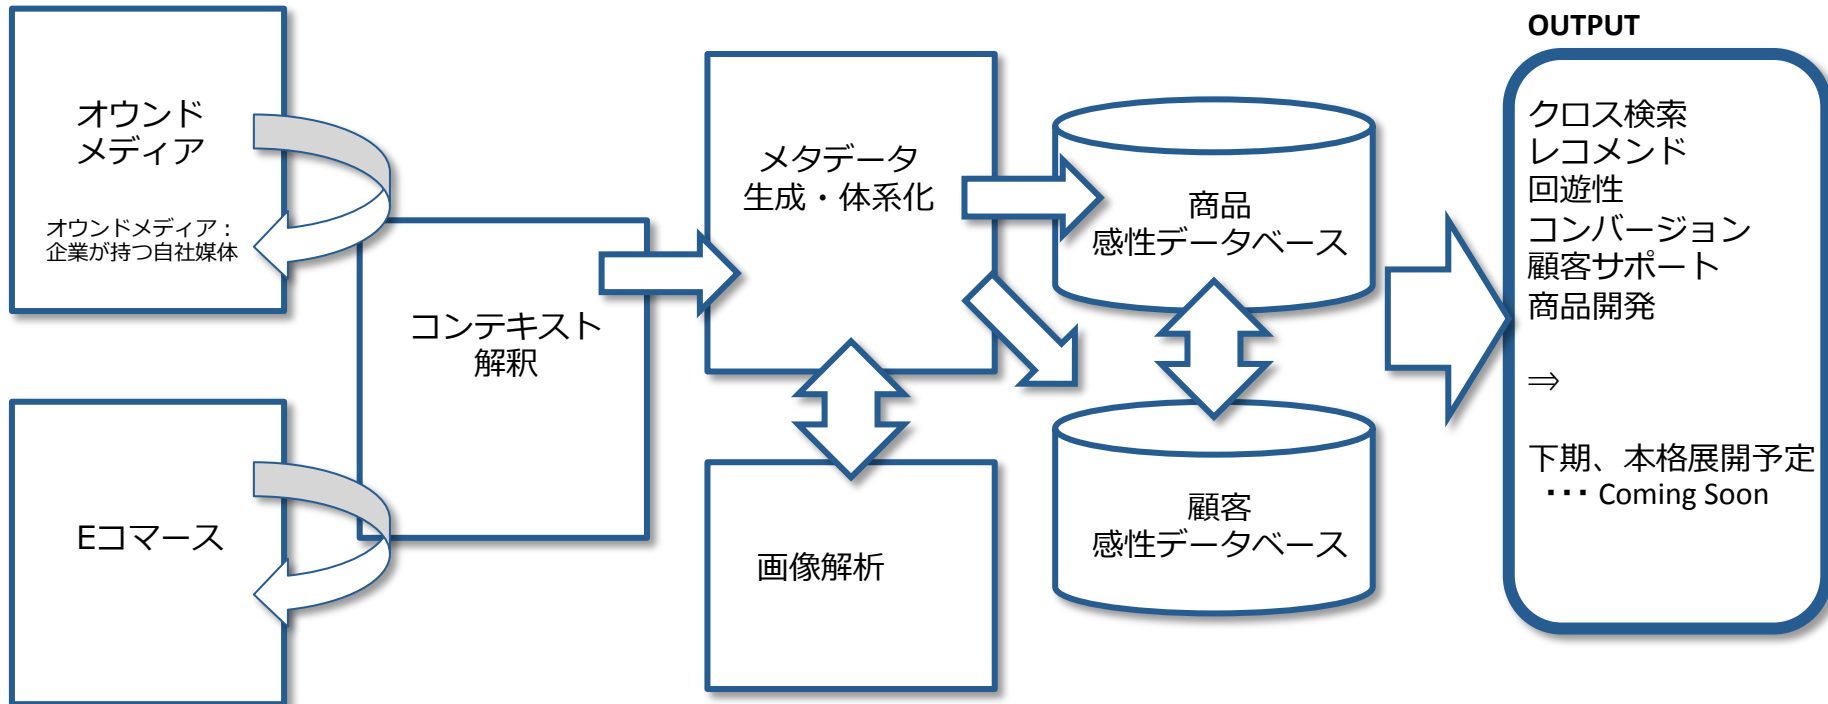 オウンド
メディア
オウンドメディア：
企業が持つ自社媒体
Eコマース
コンテキスト
解釈
メタデータ
生成・体系化
画像解析
商品
感性データベース
顧客
感性データベース
OUTPUT
クロス検索
レコメンド
回遊性
コンバージョン
顧客サポート
商品開発
⇒
下期、本格展開予定
・・・ Coming Soon